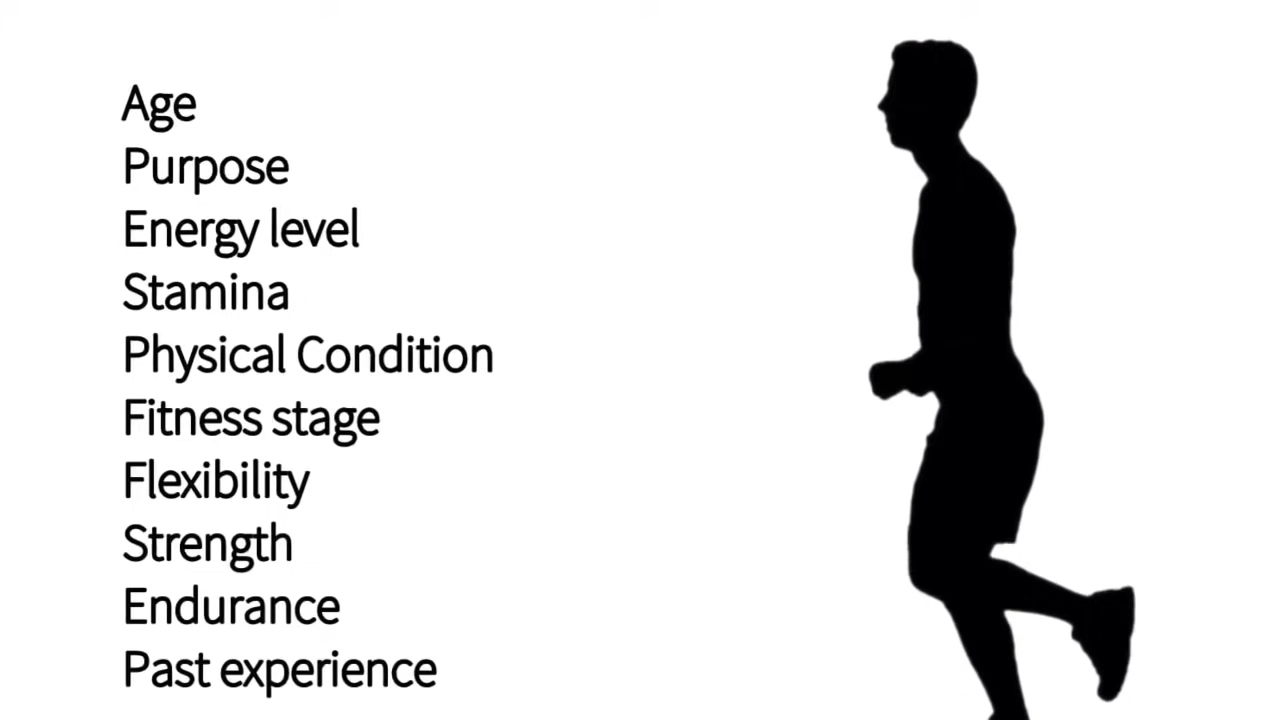 Age
Purpose
Energy level
Stamina
Physical Condition
Fitness stage
Flexibility
Strength
Endurance
Past experience